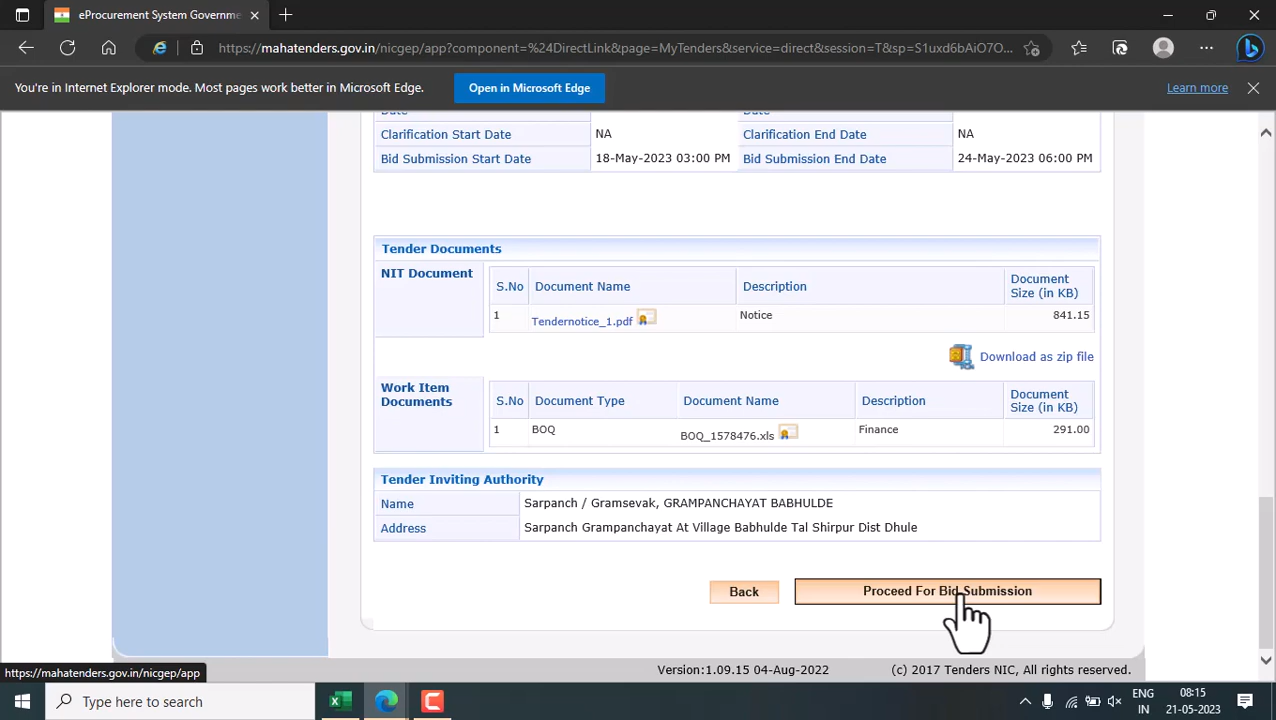 eProcurement System Governme
https://mahatenders.gov.in/nicgep/app?component=%24DirectLink&page=MyTenders&service=direct&session=T&sp=S1uxd6bAiO7O...
You're in Internet Explorer mode. Most pages work better in Microsoft Edge.
Open in Microsoft Edge
Learn more
Clarification Start Date NA Clarification End Date NA
Bid Submission Start Date 18-May-2023 03:00 PM Bid Submission End Date 24-May-2023 06:00 PM
Tender Documents
NIT Document
S.No Document Name Description Document Size (in KB)
1 Tendernotice_1.pdf Notice 841.15
Download as zip file
Work Item Documents
S.No Document Type Document Name Description Document Size (in KB)
1 BOQ BOQ_1578476.xls Finance 291.00
Tender Inviting Authority
Name Sarpanch / Gramsevak, GRAMPANCHAYAT BABHULDE
Address Sarpanch Grampanchayat At Village Babhulde Tal Shirpur Dist Dhule
Back Proceed For Bid Submission
https://mahatenders.gov.in/nicgep/app
Version:1.09.15 04-Aug-2022 (c) 2017 Tenders NIC, All rights reserved.
Type here to search
ENG
IN
08:15
21-05-2023